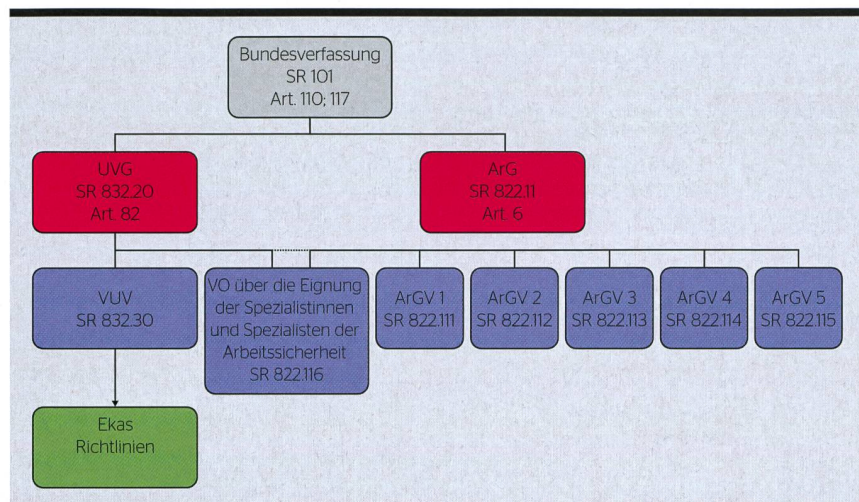 Bundesverfassung
SR 101
Art. 110; 117
UVG
SR 832.20
Art. 82
ArG
SR 822.11
Art. 6
VUV
SR 832.30
VO über die Eignung
der Spezialistinnen
und Spezialisten der
Arbeitssicherheit
SR 822.116
ArGV 1
SR 822.111
ArGV 2
SR 822.112
ArGV 3
SR 822.113
ArGV 4
SR 822.114
ArGV 5
SR 822.115
Ekas
Richtlinien